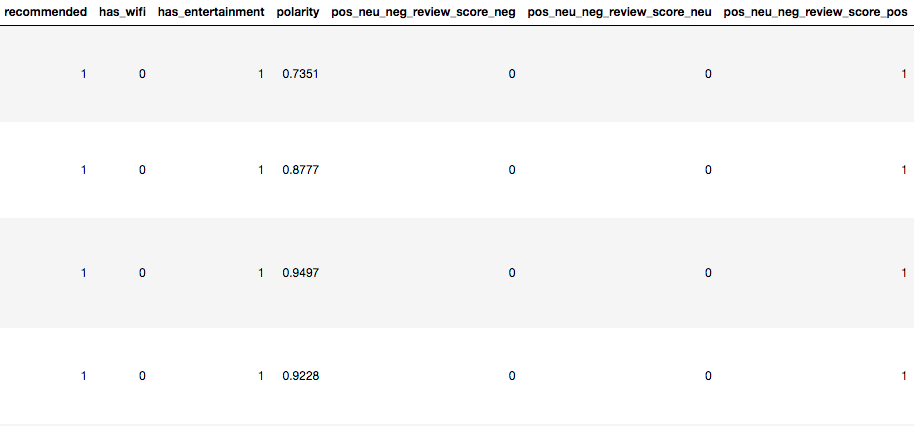 recommended has_wifi has_entertainment polarity pos_neu_neg_review_score_neg pos_neu_neg_review_score_neu pos_neu_neg_review_score_pos
1 0 1 0.7351 0 0 1
1 0 1 0.8777 0 0 1
1 0 1 0.9497 0 0 1
1 0 1 0.9228 0 0 1